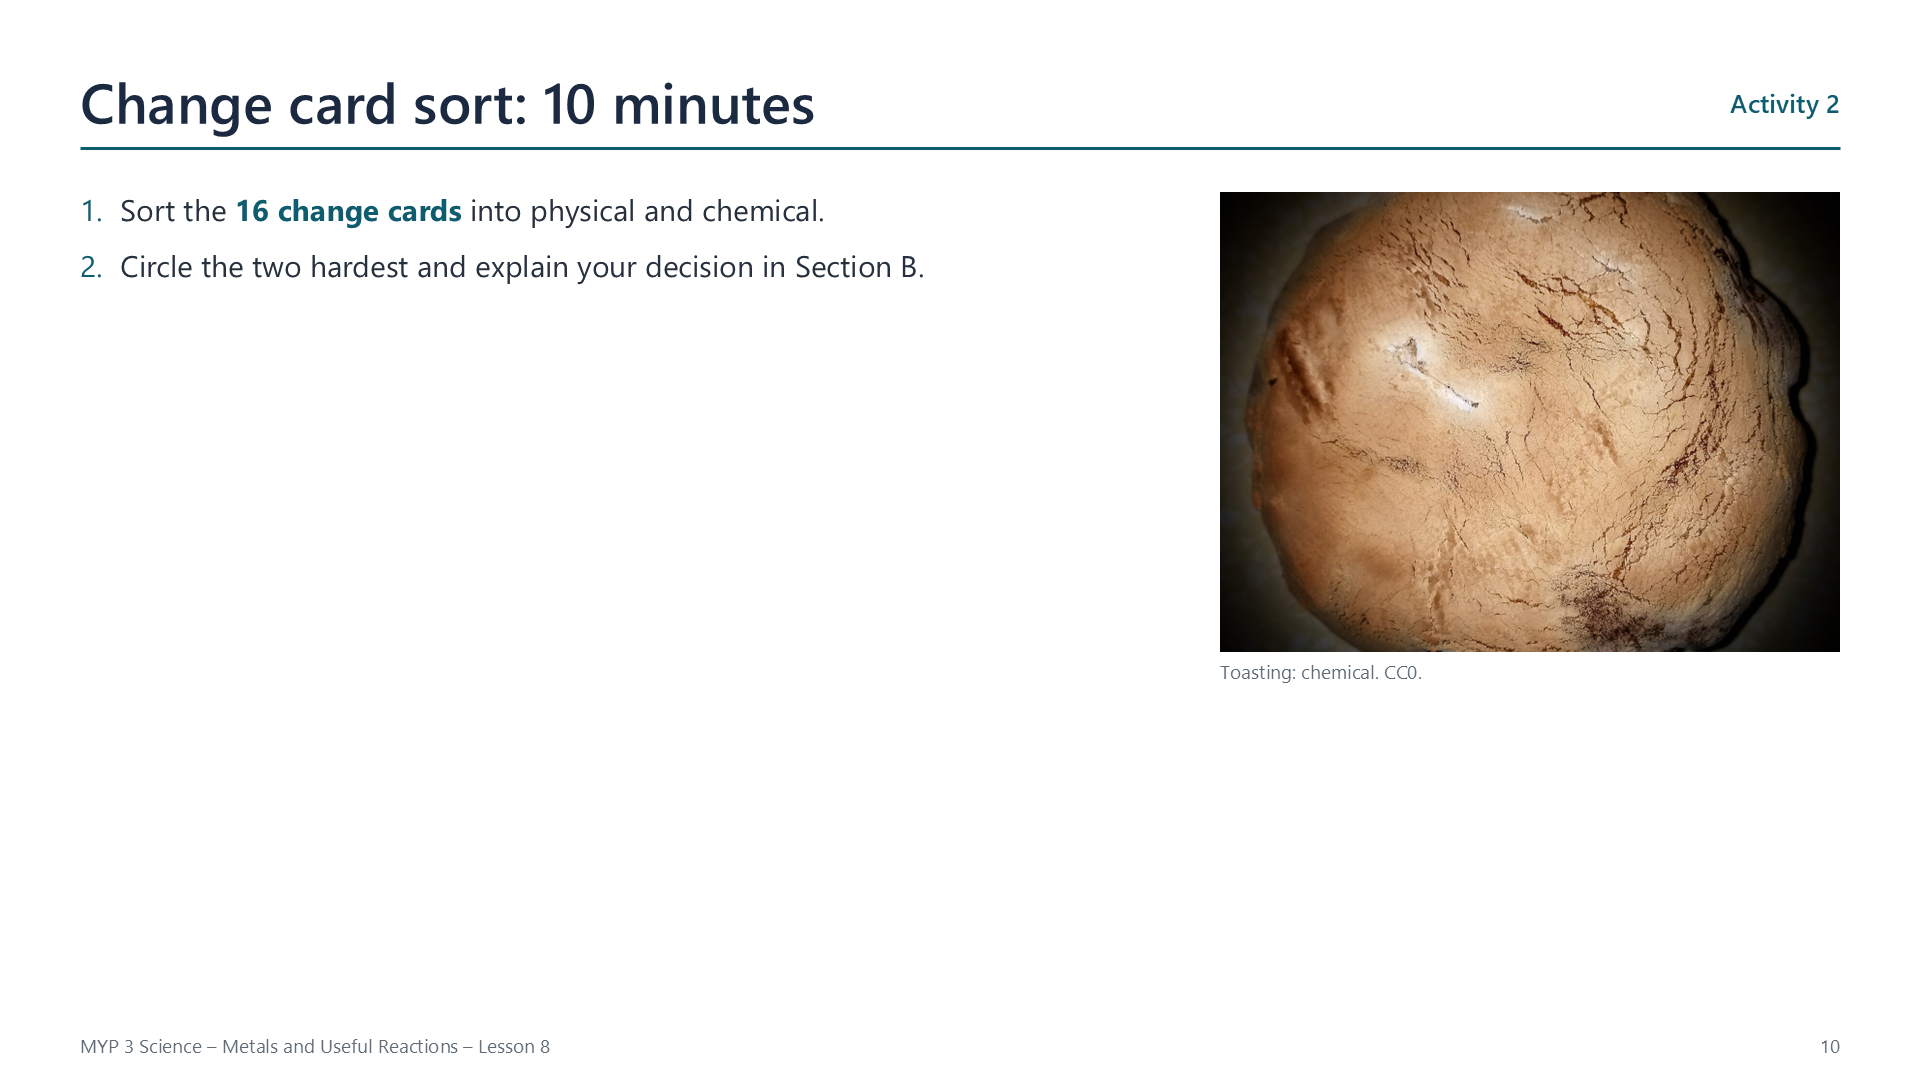 Change card sort: 10 minutes
Activity 2
1. Sort the 16 change cards into physical and chemical.
2. Circle the two hardest and explain your decision in Section B.
Toasting: chemical. CC0.
MYP 3 Science – Metals and Useful Reactions – Lesson 8
10